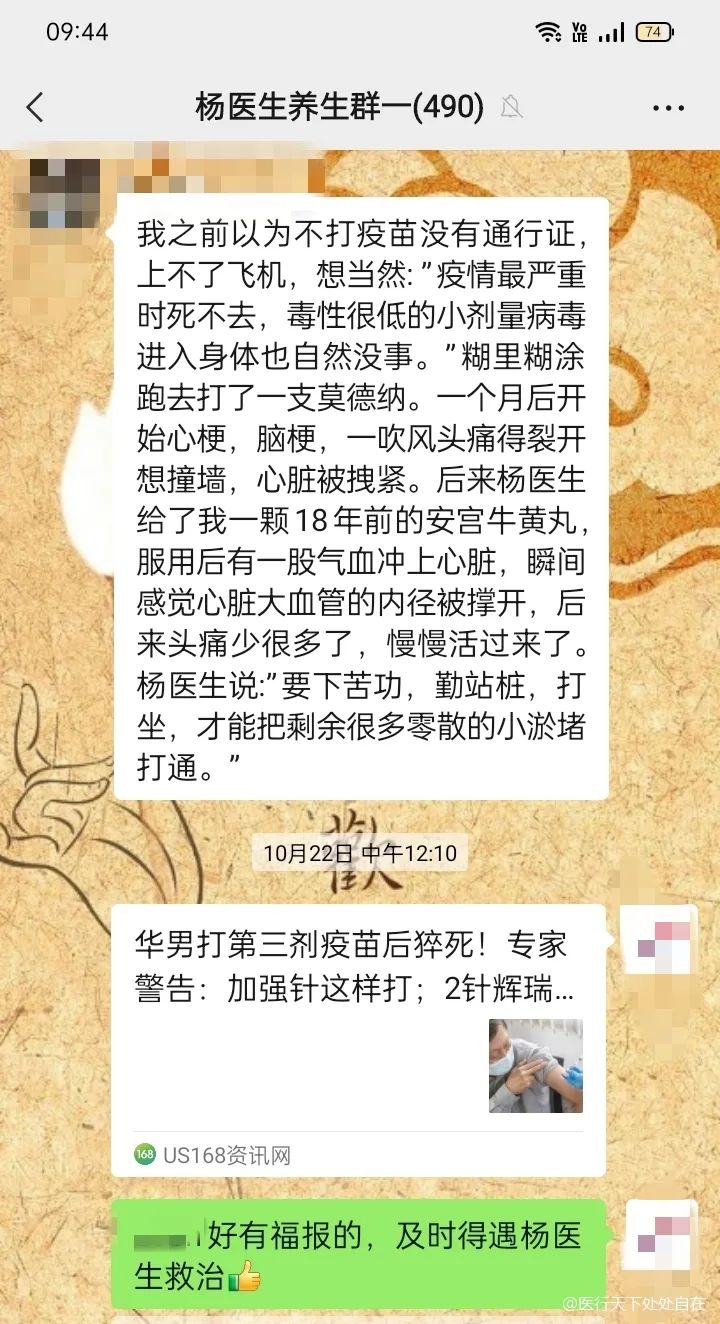 09:44
VoLTE
74
杨医生养生群一(490)
我之前以为不打疫苗没有通行证，
上不了飞机，想当然：”疫情最严重
时死不去，毒性很低的小剂量病毒
进入身体也自然没事。”糊里糊涂
跑去打了一支莫德纳。一个月后开
始心梗，脑梗，一吹风头痛得裂开
想撞墙，心脏被拽紧。后来杨医生
给了我一颗18年前的安宫牛黄丸，
服用后有一股气血冲上心脏，瞬间
感觉心脏大血管的内径被撑开，后
来头痛少很多了，慢慢活过来了。
杨医生说:”要下苦功，勤站桩，打
坐，才能把剩余很多零散的小淤堵
打通。”
歡
10月22日 中午12:10
华男打第三剂疫苗后猝死！专家
警告：加强针这样打；2针辉瑞...
168 US168资讯网
好有福报的，及时得遇杨医
生救治👍
@医行天下处处自在